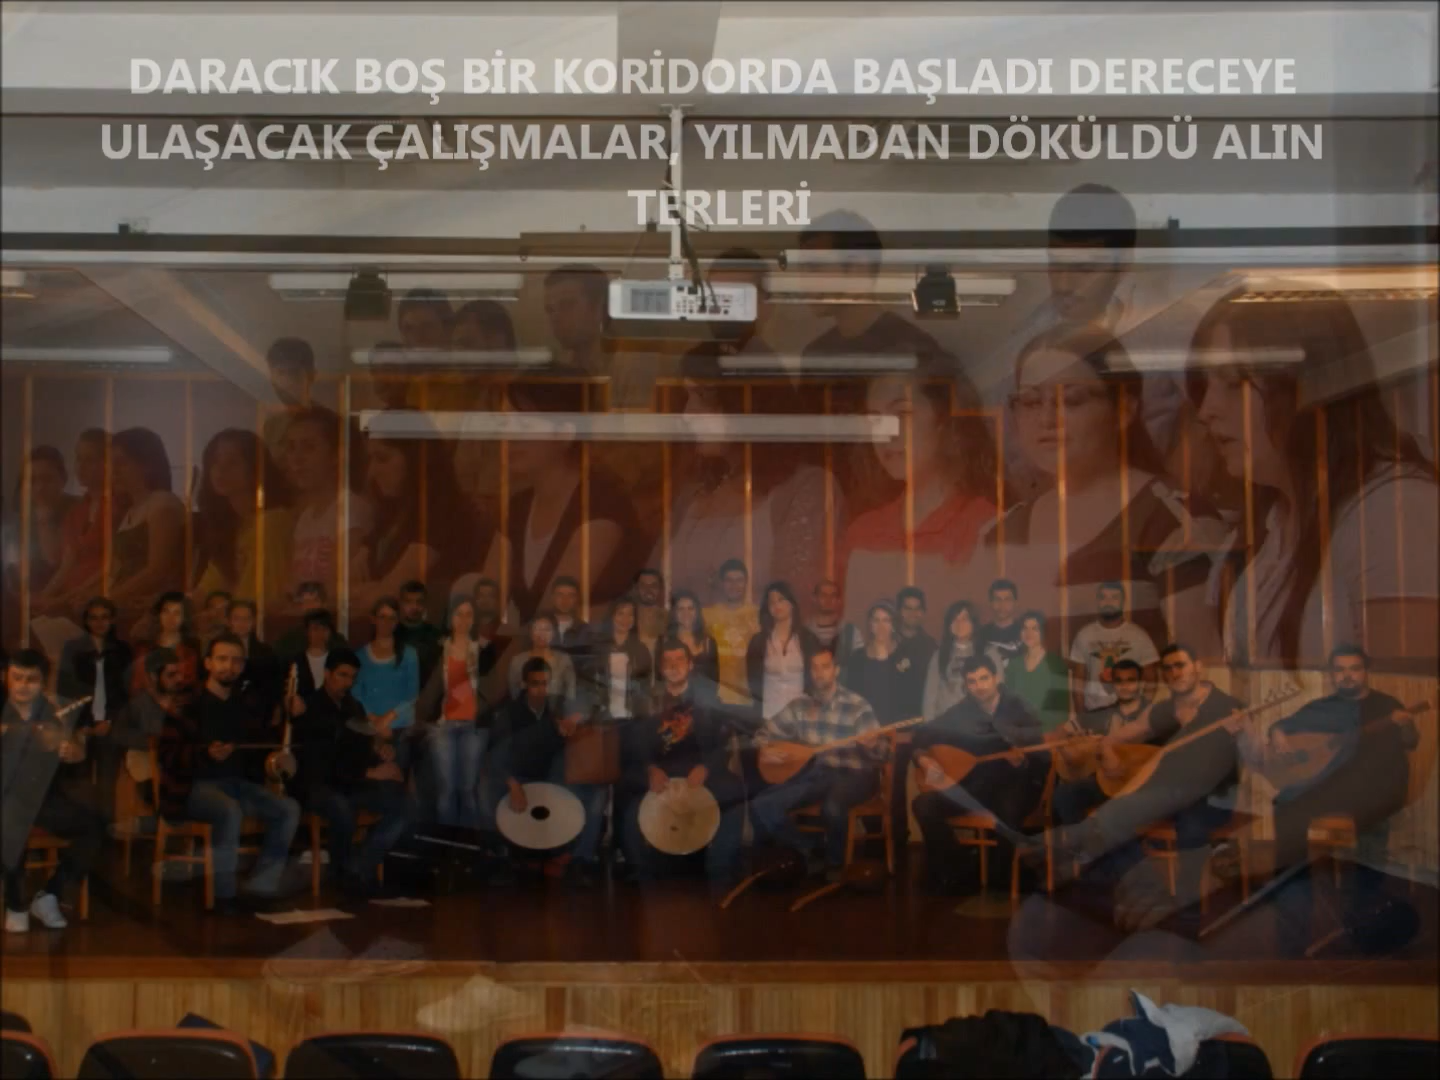 DARACIK BOŞ BİR KORİDORDA BAŞLADI DERECEYE
ULAŞACAK ÇALIŞMALAR, YILMADAN DÖKÜLDÜ ALIN
TERLERİ